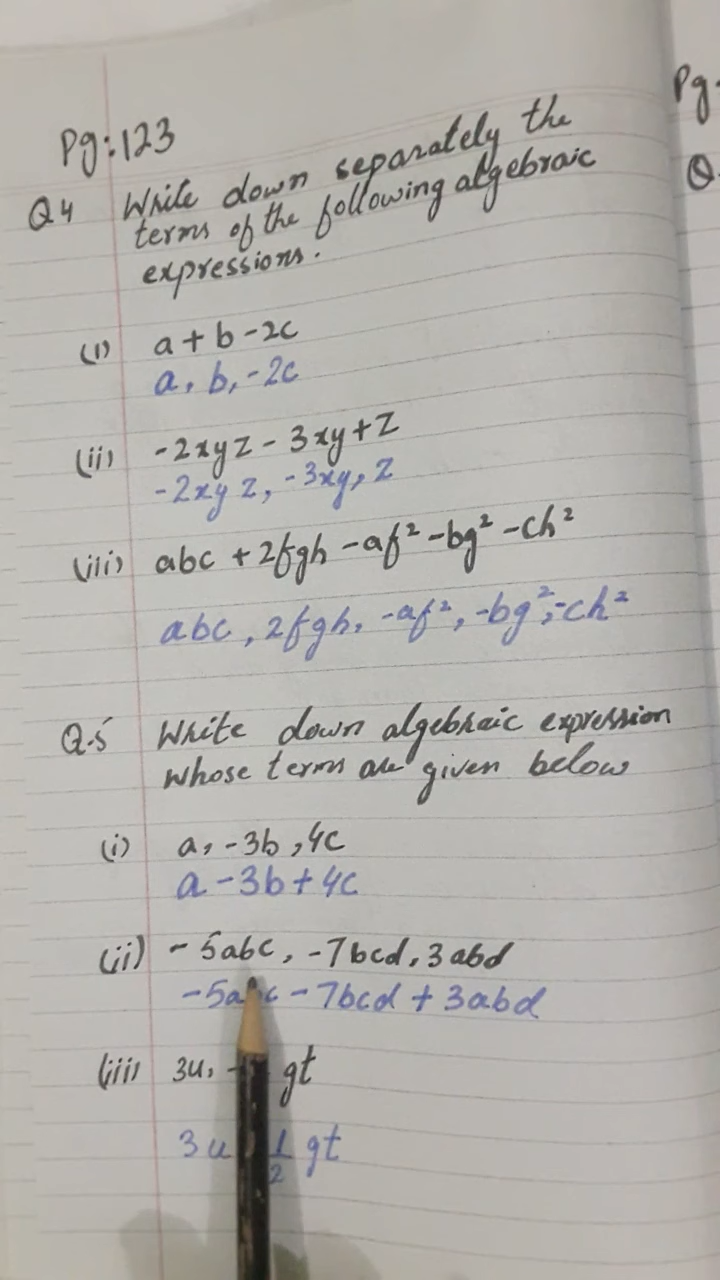 Pg:123
Pg.
Q.
Q4 Write down separately the
terms of the following algebraic
expressions.
(i) a + b - 2c
a, b, -2c
(ii) -2xyz - 3xy + z
-2xyz, -3xy, z
(iii) abc + 2fgh - af² - bg² - ch²
abc, 2fgh, -af², -bg², -ch²
Q.5 Write down algebraic expression
whose terms are given below
(i) a, -3b, 4c
a - 3b + 4c
(ii) -5abc, -7bcd, 3abd
-5abc - 7bcd + 3abd
(iii) 3u, - gt
3u 1/2 gt